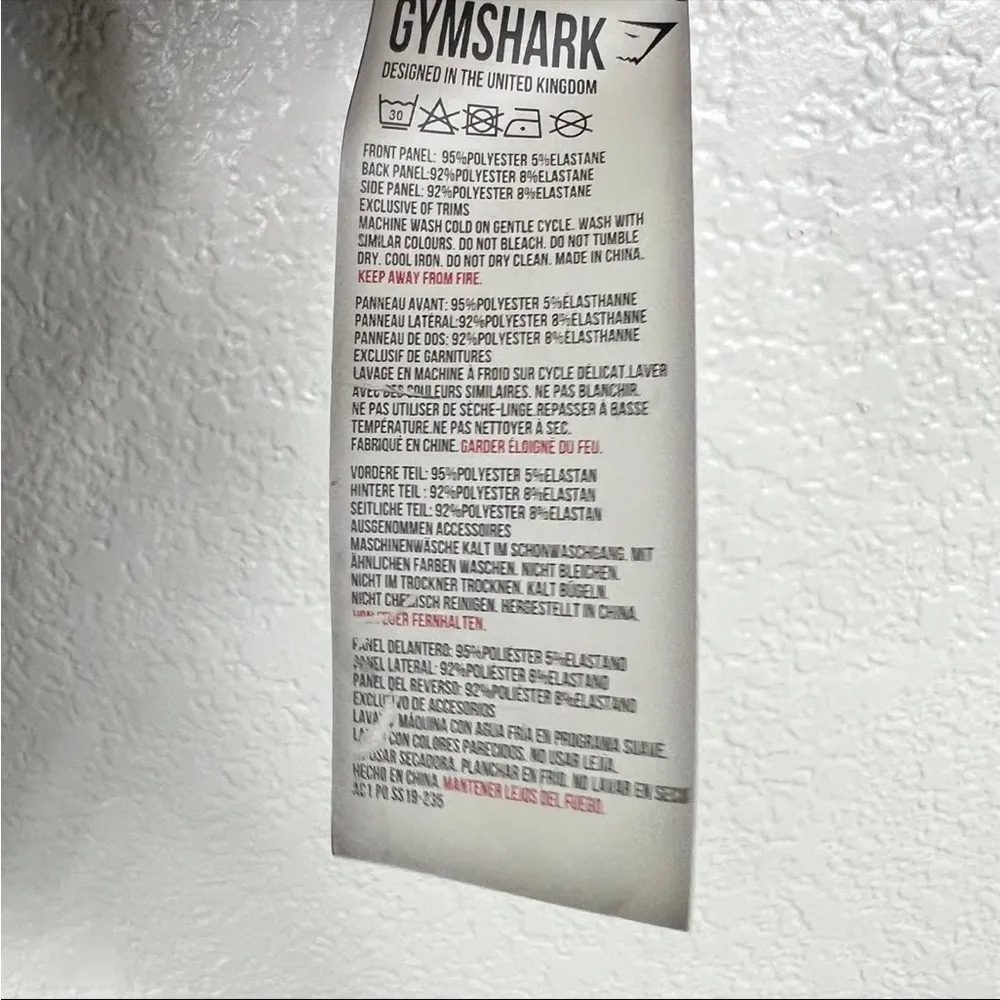 GYMSHARK
DESIGNED IN THE UNITED KINGDOM
30
FRONT PANEL: 95%POLYESTER 5%ELASTANE
BACK PANEL:92%POLYESTER 8%ELASTANE
SIDE PANEL: 92%POLYESTER 8%ELASTANE
EXCLUSIVE OF TRIMS
MACHINE WASH COLD ON GENTLE CYCLE. WASH WITH
SIMILAR COLOURS. DO NOT BLEACH. DO NOT TUMBLE
DRY. COOL IRON. DO NOT DRY CLEAN. MADE IN CHINA.
KEEP AWAY FROM FIRE.
PANNEAU AVANT: 95%POLYESTER 5%ÉLASTHANNE
PANNEAU LATÉRAL:92%POLYESTER 8%ÉLASTHANNE
PANNEAU DE DOS: 92%POLYESTER 8%ÉLASTHANNE
EXCLUSIF DE GARNITURES
LAVAGE EN MACHINE À FROID SUR CYCLE DÉLICAT.LAVER
AVEC DES COULEURS SIMILAIRES. NE PAS BLANCHIR.
NE PAS UTILISER DE SÈCHE-LINGE.REPASSER À BASSE
TEMPÉRATURE.NE PAS NETTOYER À SEC.
FABRIQUÉ EN CHINE. GARDER ÉLOIGNÉ DU FEU.
VORDERE TEIL: 95%POLYESTER 5%ELASTAN
HINTERE TEIL : 92%POLYESTER 8%ELASTAN
SEITLICHE TEIL: 92%POLYESTER 8%ELASTAN
AUSGENOMMEN ACCESSOIRES
MASCHINENWÄSCHE KALT IM SCHONWASCHGANG. MIT
ÄHNLICHEN FARBEN WASCHEN. NICHT BLEICHEN.
NICHT IM TROCKNER TROCKNEN. KALT BÜGELN.
NICHT REINIGEN. HERGESTELLT IN CHINA.
FERNHALTEN.
DELANTERO: 95%POLIÉSTER 5%ELASTANO
LATERAL: 92%POLIÉSTER 8%ELASTANO
PANEL DEL REVERSO: 92%POLIÉSTER 8%ELASTANO
DE ACCESORIOS
MÁQUINA CON AGUA FRÍA EN PROGRAMA SUAVE.
CON COLORES PARECIDOS. NO USAR LEJÍA.
USAR SECADORA. PLANCHAR EN FRÍO. NO LAVAR EN
HECHO EN CHINA. MANTENER LEJOS DEL FUEGO.
PO SS19-235